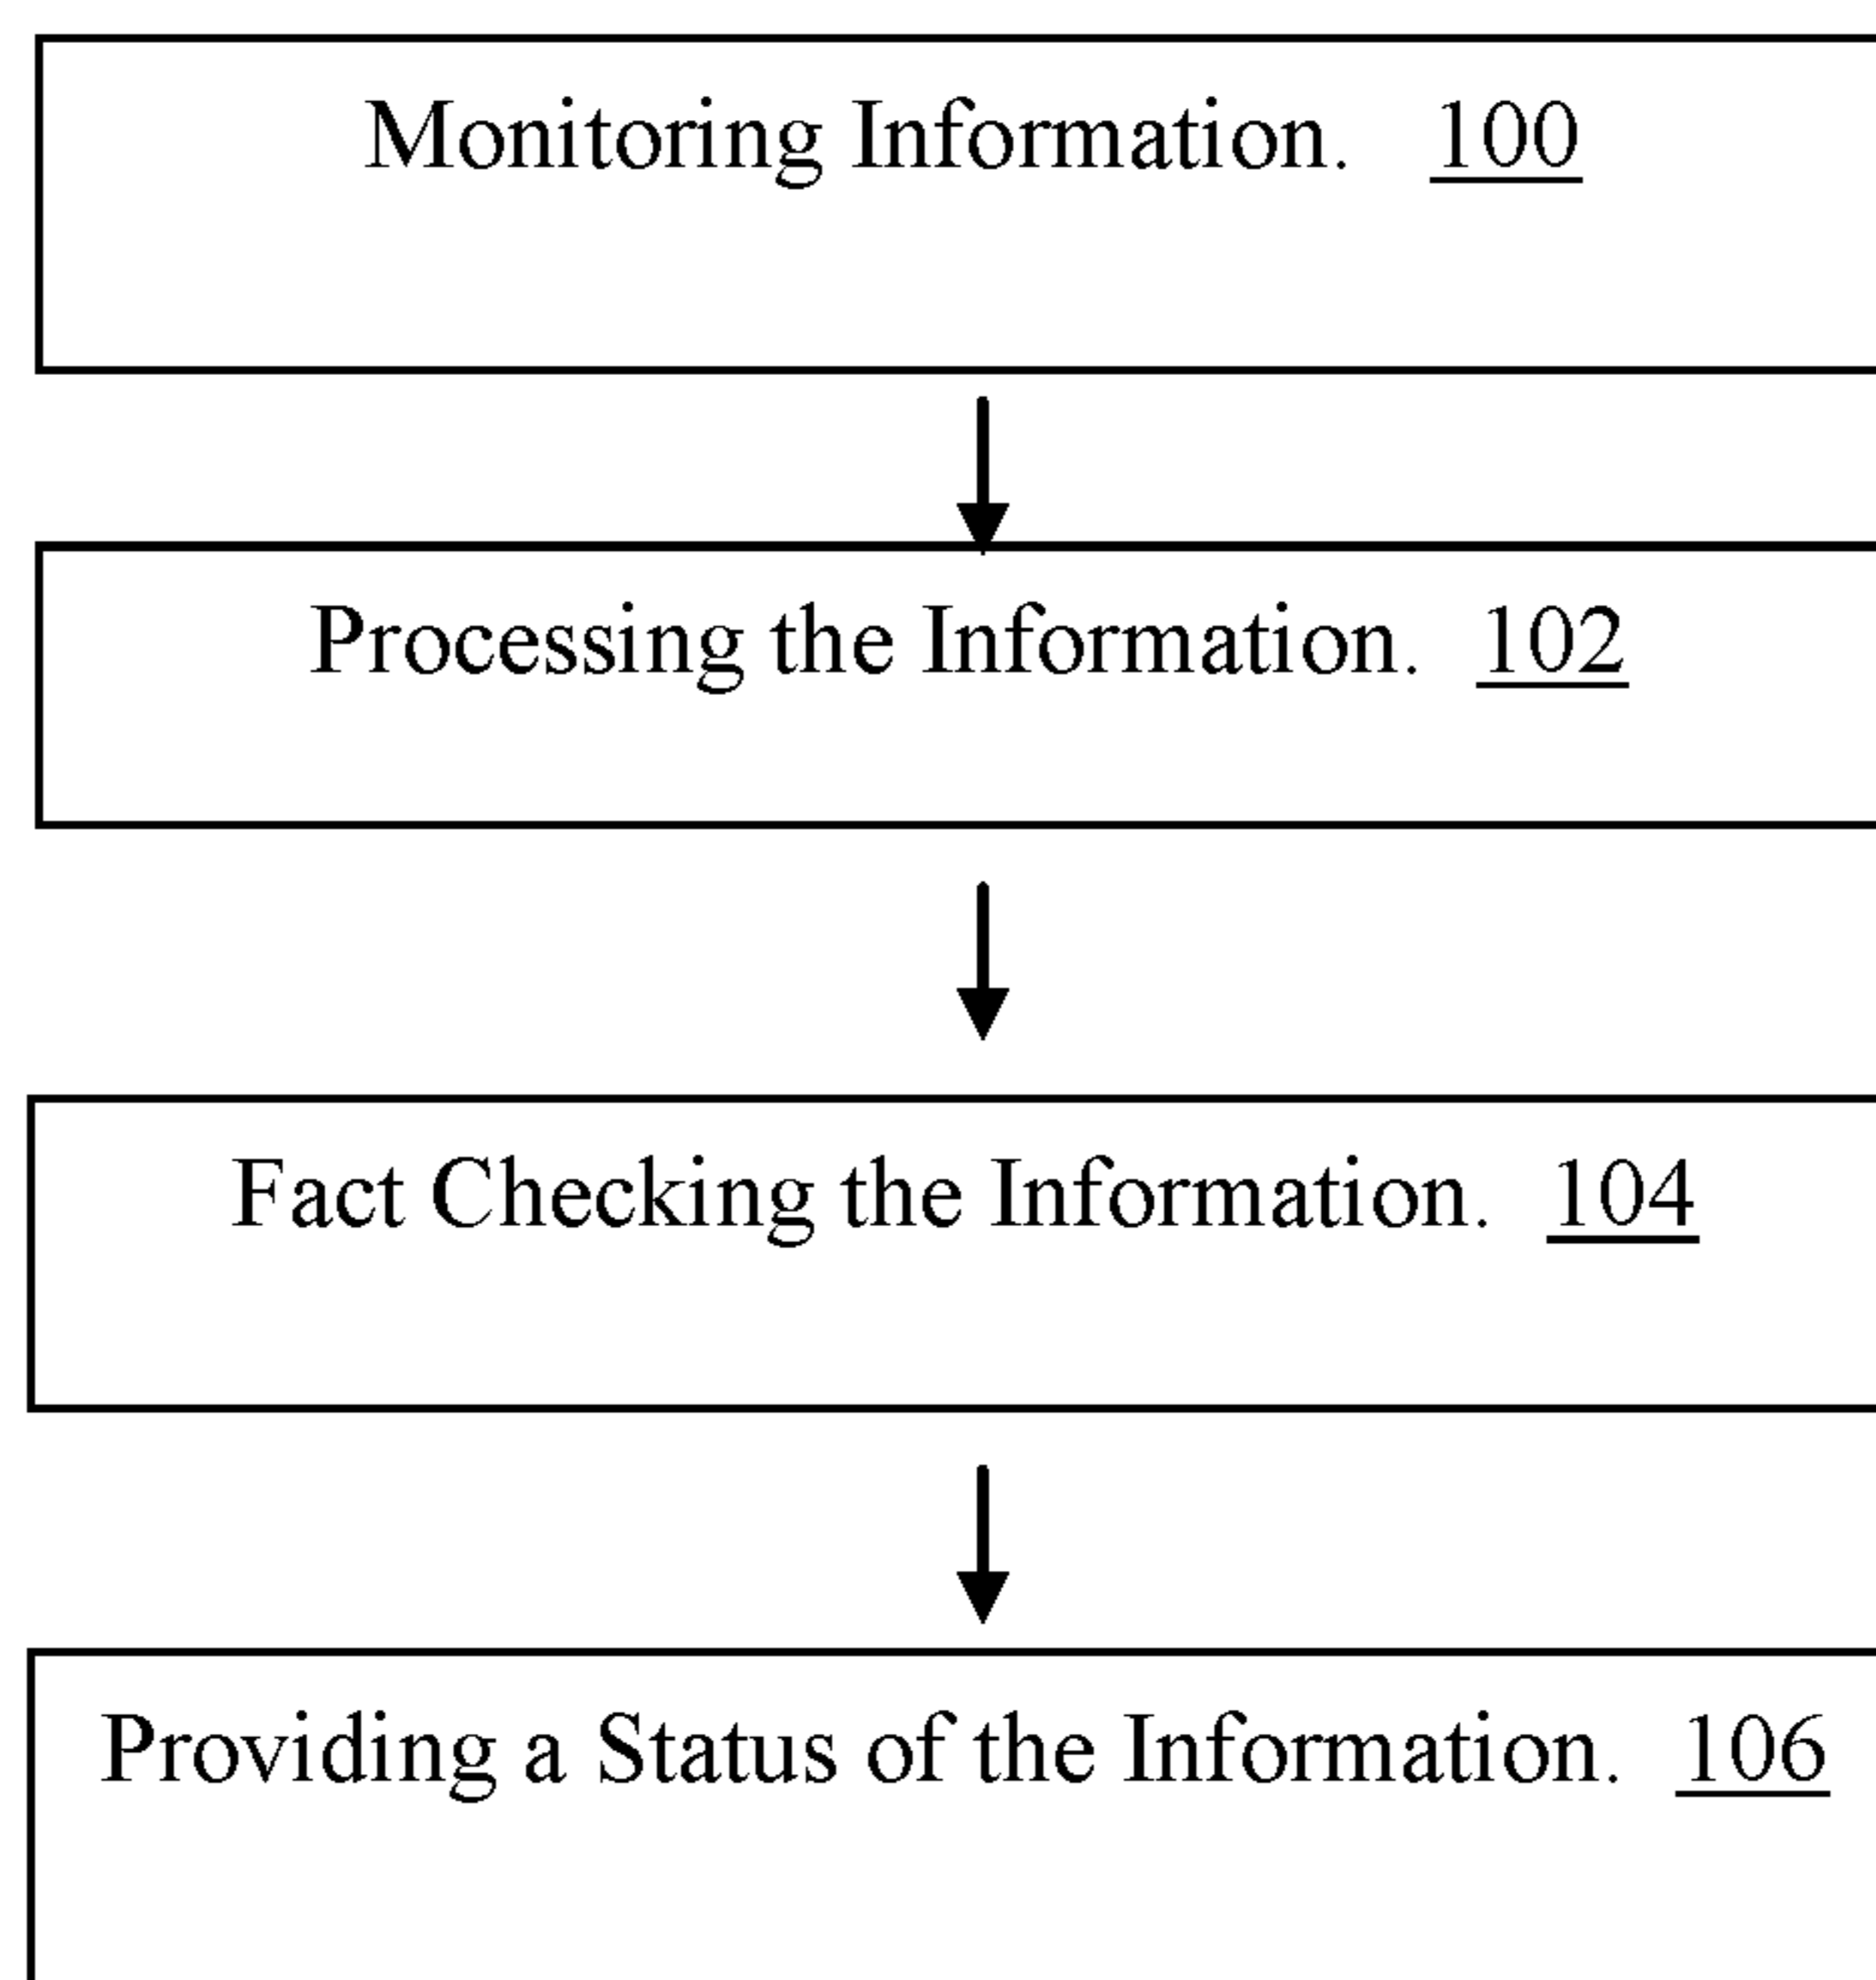 Monitoring Information. 100
Processing the Information. 102
Fact Checking the Information. 104
Providing a Status of the Information. 106